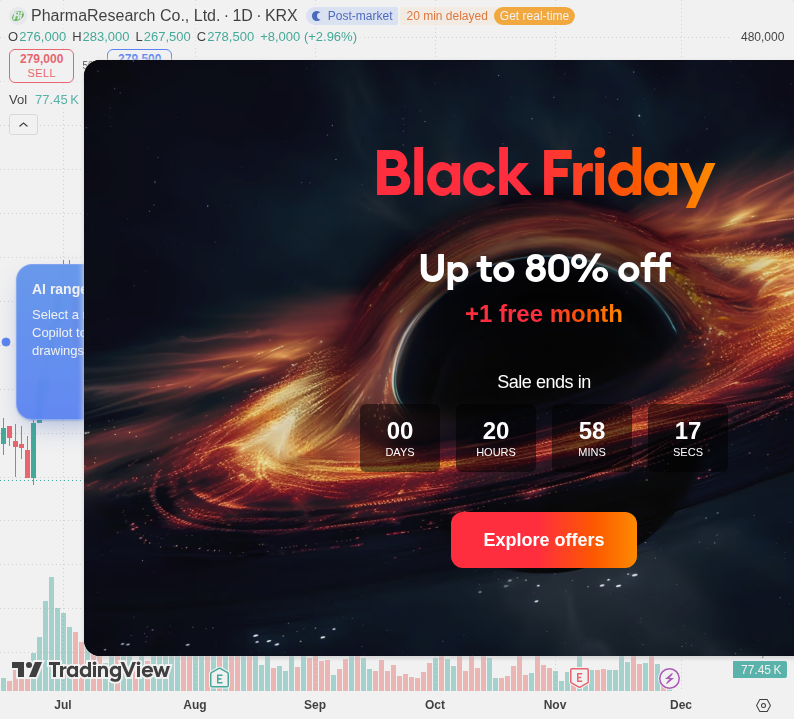 PharmaResearch Co., Ltd. · 1D · KRX Post-market 20 min delayed Get real-time
O276,000 H283,000 L267,500 C278,500 +8,000 (+2.96%) 480,000
279,000 279,500
SELL
Vol 77.45 K
Black Friday
Up to 80% off
AI range
Select a
+1 free month
Copilot to
drawings
Sale ends in
00 20 58 17
DAYS HOURS MINS SECS
Explore offers
TradingView E E 77.45 K
Jul Aug Sep Oct Nov Dec